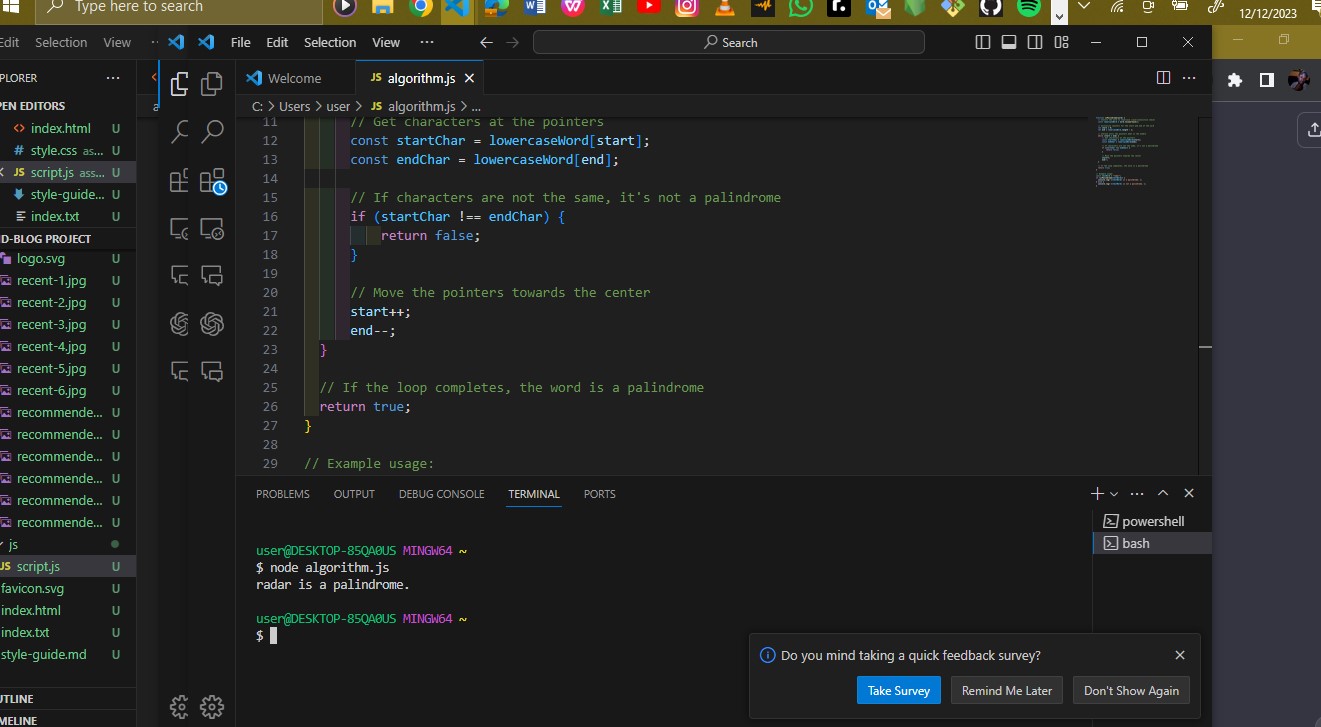 Type here to search
12/12/2023
Edit Selection View ...
File Edit Selection View ...
Search
PLORER ...
PEN EDITORS
index.html U
style.css as... U
JS script.js ass... U
style-guide... U
index.txt U
D-BLOG PROJECT
logo.svg U
recent-1.jpg U
recent-2.jpg U
recent-3.jpg U
recent-4.jpg U
recent-5.jpg U
recent-6.jpg U
recommende... U
recommende... U
recommende... U
recommende... U
recommende... U
recommende... U
js
JS script.js U
favicon.svg U
index.html U
index.txt U
style-guide.md U
UTLINE
MELINE
Welcome
JS algorithm.js
C: > Users > user > JS algorithm.js > ...
11 // Get characters at the pointers
12 const startChar = lowercaseWord[start];
13 const endChar = lowercaseWord[end];
14
15 // If characters are not the same, it's not a palindrome
16 if (startChar !== endChar) {
17 return false;
18 }
19
20 // Move the pointers towards the center
21 start++;
22 end--;
23 }
24
25 // If the loop completes, the word is a palindrome
26 return true;
27 }
28
29 // Example usage:
PROBLEMS OUTPUT DEBUG CONSOLE TERMINAL PORTS
user@DESKTOP-85QA0US MINGW64 ~
$ node algorithm.js
radar is a palindrome.
user@DESKTOP-85QA0US MINGW64 ~
$
powershell
bash
Do you mind taking a quick feedback survey?
Take Survey Remind Me Later Don't Show Again